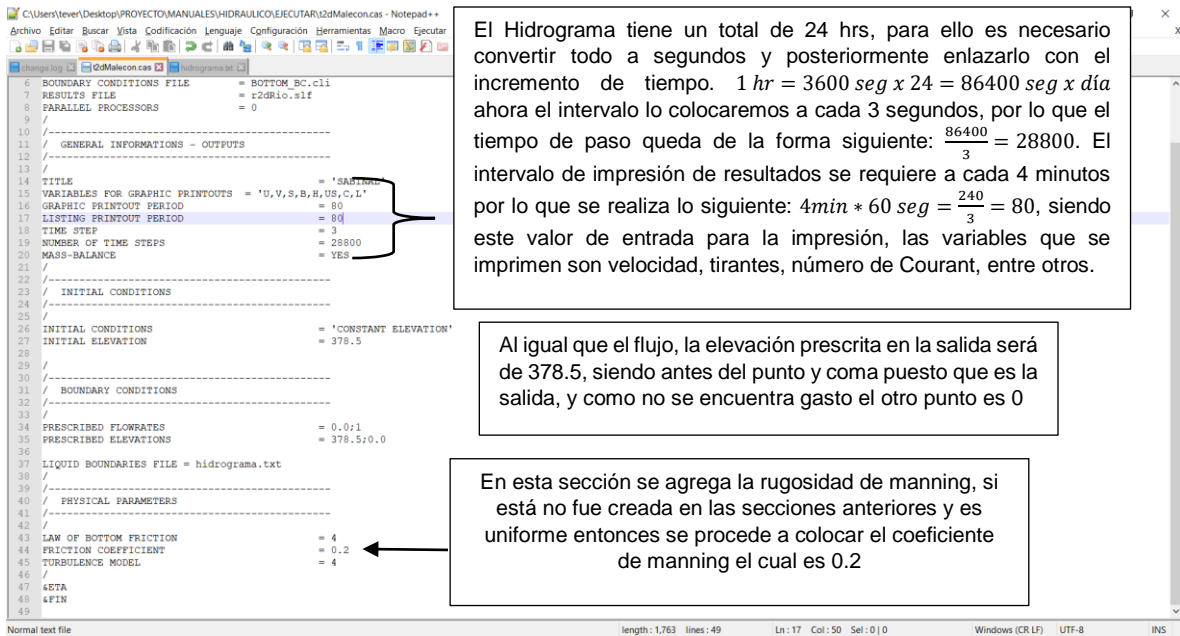 C:\Users\tever\Desktop\PROYECTO\MANUALES\HIDRAULICO\EJECUTAR\t2dMalecon.cas - Notepad++
Archivo Editar Buscar Vista Codificación Lenguaje Configuración Herramientas Macro Ejecutar
change.log t2dMalecon.cas hidrograma.txt
6 BOUNDARY CONDITIONS FILE = BOTTOM_BC.cli
7 RESULTS FILE = r2dRio.slf
8 PARALLEL PROCESSORS = 0
9 /
10 /---------------------------------------------
11 / GENERAL INFORMATIONS - OUTPUTS
12 /---------------------------------------------
13 /
14 TITLE = 'SABINAL'
15 VARIABLES FOR GRAPHIC PRINTOUTS = 'U,V,S,B,H,US,C,L'
16 GRAPHIC PRINTOUT PERIOD = 80
17 LISTING PRINTOUT PERIOD = 80
18 TIME STEP = 3
19 NUMBER OF TIME STEPS = 28800
20 MASS-BALANCE = YES
21 /
22 /---------------------------------------------
23 / INITIAL CONDITIONS
24 /---------------------------------------------
25 /
26 INITIAL CONDITIONS = 'CONSTANT ELEVATION'
27 INITIAL ELEVATION = 378.5
28
29 /
30 /---------------------------------------------
31 / BOUNDARY CONDITIONS
32 /---------------------------------------------
33 /
34 PRESCRIBED FLOWRATES = 0.0;1
35 PRESCRIBED ELEVATIONS = 378.5;0.0
36
37 LIQUID BOUNDARIES FILE = hidrograma.txt
38 /
39 /---------------------------------------------
40 / PHYSICAL PARAMETERS
41 /---------------------------------------------
42 /
43 LAW OF BOTTOM FRICTION = 4
44 FRICTION COEFFICIENT = 0.2
45 TURBULENCE MODEL = 4
46 /
47 &ETA
48 &FIN
49
El Hidrograma tiene un total de 24 hrs, para ello es necesario
convertir todo a segundos y posteriormente enlazarlo con el
incremento de tiempo. 1 hr = 3600 seg x 24 = 86400 seg x día
ahora el intervalo lo colocaremos a cada 3 segundos, por lo que el
tiempo de paso queda de la forma siguiente: 86400/3 = 28800. El
intervalo de impresión de resultados se requiere a cada 4 minutos
por lo que se realiza lo siguiente: 4min * 60 seg = 240/3 = 80, siendo
este valor de entrada para la impresión, las variables que se
imprimen son velocidad, tirantes, número de Courant, entre otros.
Al igual que el flujo, la elevación prescrita en la salida será
de 378.5, siendo antes del punto y coma puesto que es la
salida, y como no se encuentra gasto el otro punto es 0
En esta sección se agrega la rugosidad de manning, si
está no fue creada en las secciones anteriores y es
uniforme entonces se procede a colocar el coeficiente
de manning el cual es 0.2
Normal text file length : 1,763 lines : 49 Ln : 17 Col : 50 Sel : 0 | 0 Windows (CR LF) UTF-8 INS